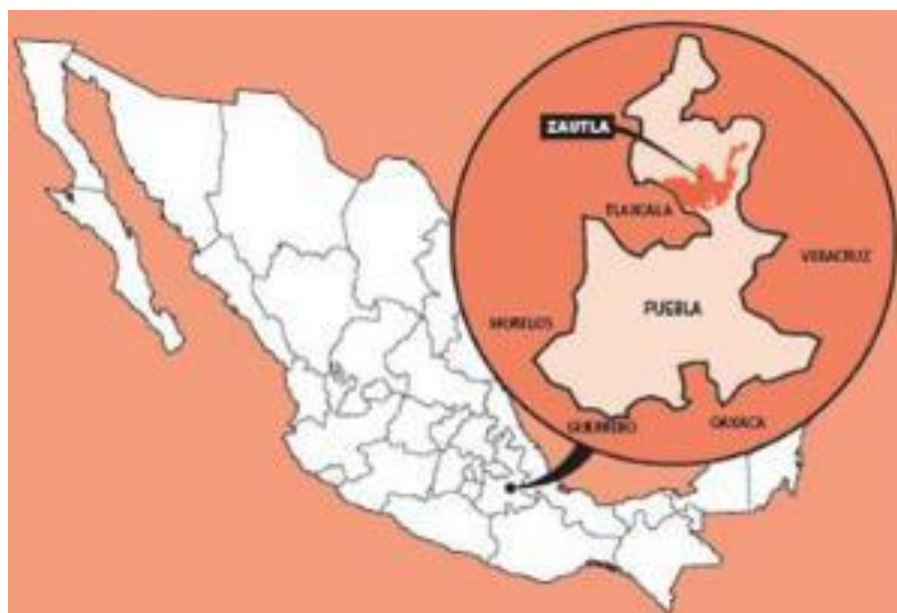 ZAUTLA
TLAXCALA
VERACRUZ
PUEBLA
MORELOS
GUERRERO
OAXACA